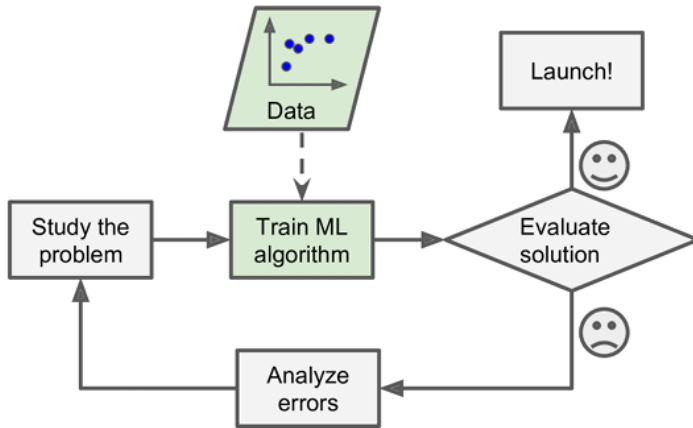 Data
Launch!
Study the
problem
Train ML
algorithm
Evaluate
solution
Analyze
errors